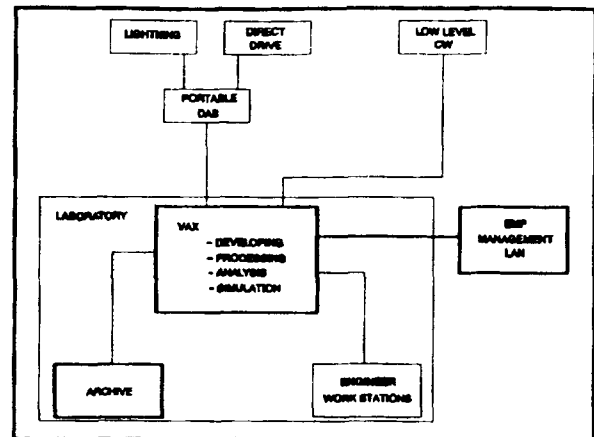 LIGHTNING
DIRECT
DRIVE
LOW LEVEL
CW
PORTABLE
DAS
LABORATORY
VAX
- DEVELOPING
- PROCESSING
- ANALYSIS
- SIMULATION
EMP
MANAGEMENT
LAN
ARCHIVE
ENGINEER
WORK STATIONS